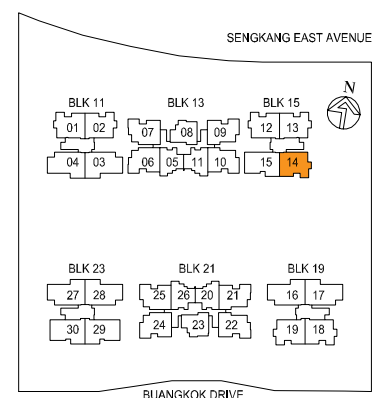 SENGKANG EAST AVENUE
N
BLK 11 BLK 13 BLK 15
01 02 07 08 09 12 13
04 03 06 05 11 10 15 14
BLK 23 BLK 21 BLK 19
27 28 25 26 20 21 16 17
30 29 24 23 22 19 18
BUANGKOK DRIVE